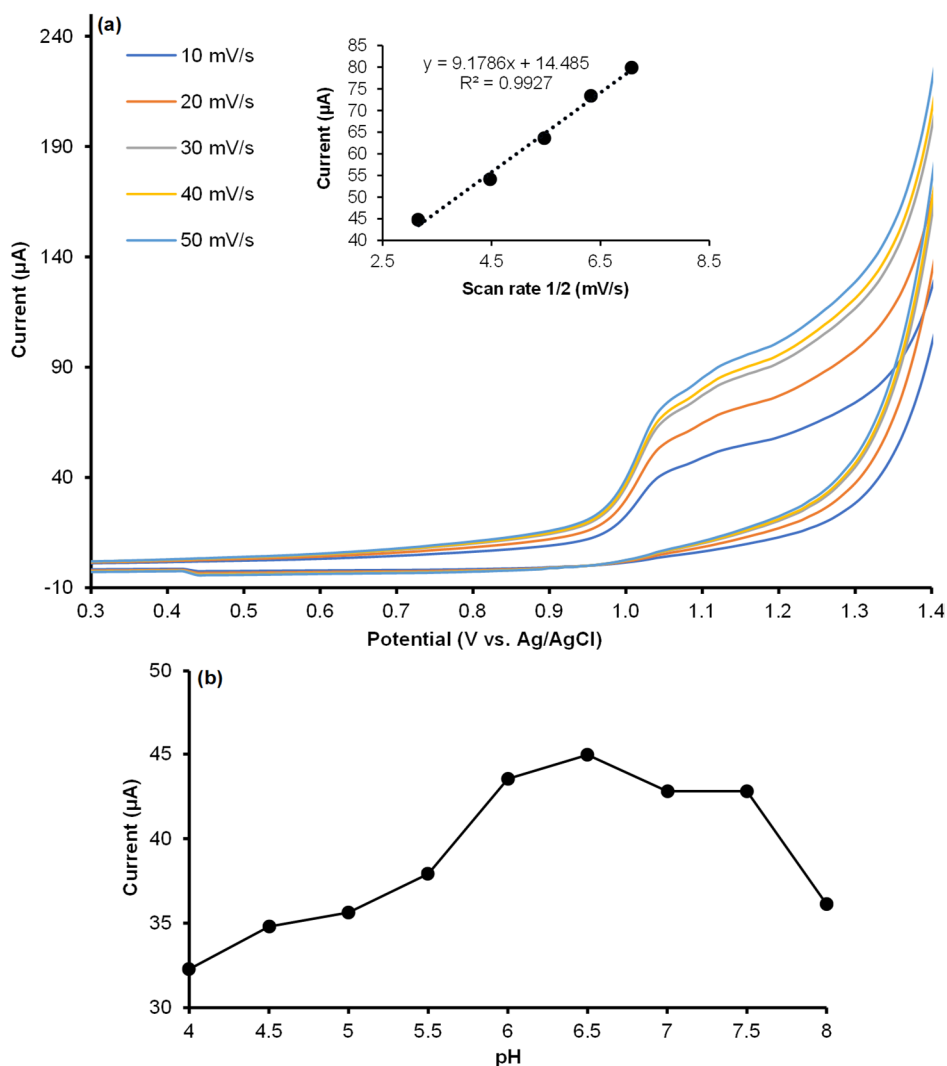 (a)
240
190
140
90
40
-10
Current (µA)
10 mV/s
20 mV/s
30 mV/s
40 mV/s
50 mV/s
85
80
75
70
65
60
55
50
45
40
Current (µA)
y = 9.1786x + 14.485
R² = 0.9927
2.5 4.5 6.5 8.5
Scan rate 1/2 (mV/s)
0.3 0.4 0.5 0.6 0.7 0.8 0.9 1.0 1.1 1.2 1.3 1.4
Potential (V vs. Ag/AgCl)
(b)
50
45
40
35
30
Current (µA)
4 4.5 5 5.5 6 6.5 7 7.5 8
pH